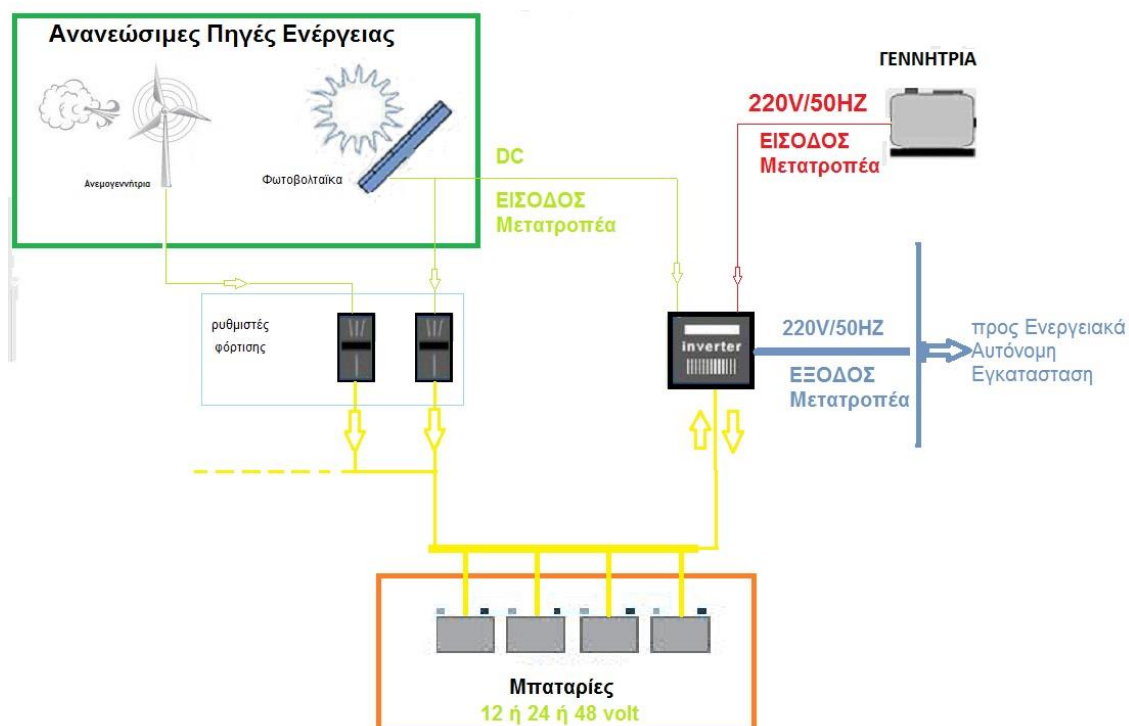 Ανανεώσιμες Πηγές Ενέργειας
ΓΕΝΝΗΤΡΙΑ
220V/50HZ
ΕΙΣΟΔΟΣ
Μετατροπέα
DC
ΕΙΣΟΔΟΣ
Μετατροπέα
Ανεμογεννήτρια
Φωτοβολταϊκα
ρυθμιστές
φόρτισης
inverter
220V/50HZ
ΕΞΟΔΟΣ
Μετατροπέα
προς Ενεργειακά
Αυτόνομη
Εγκατασταση
Μπαταρίες
12 ή 24 ή 48 volt